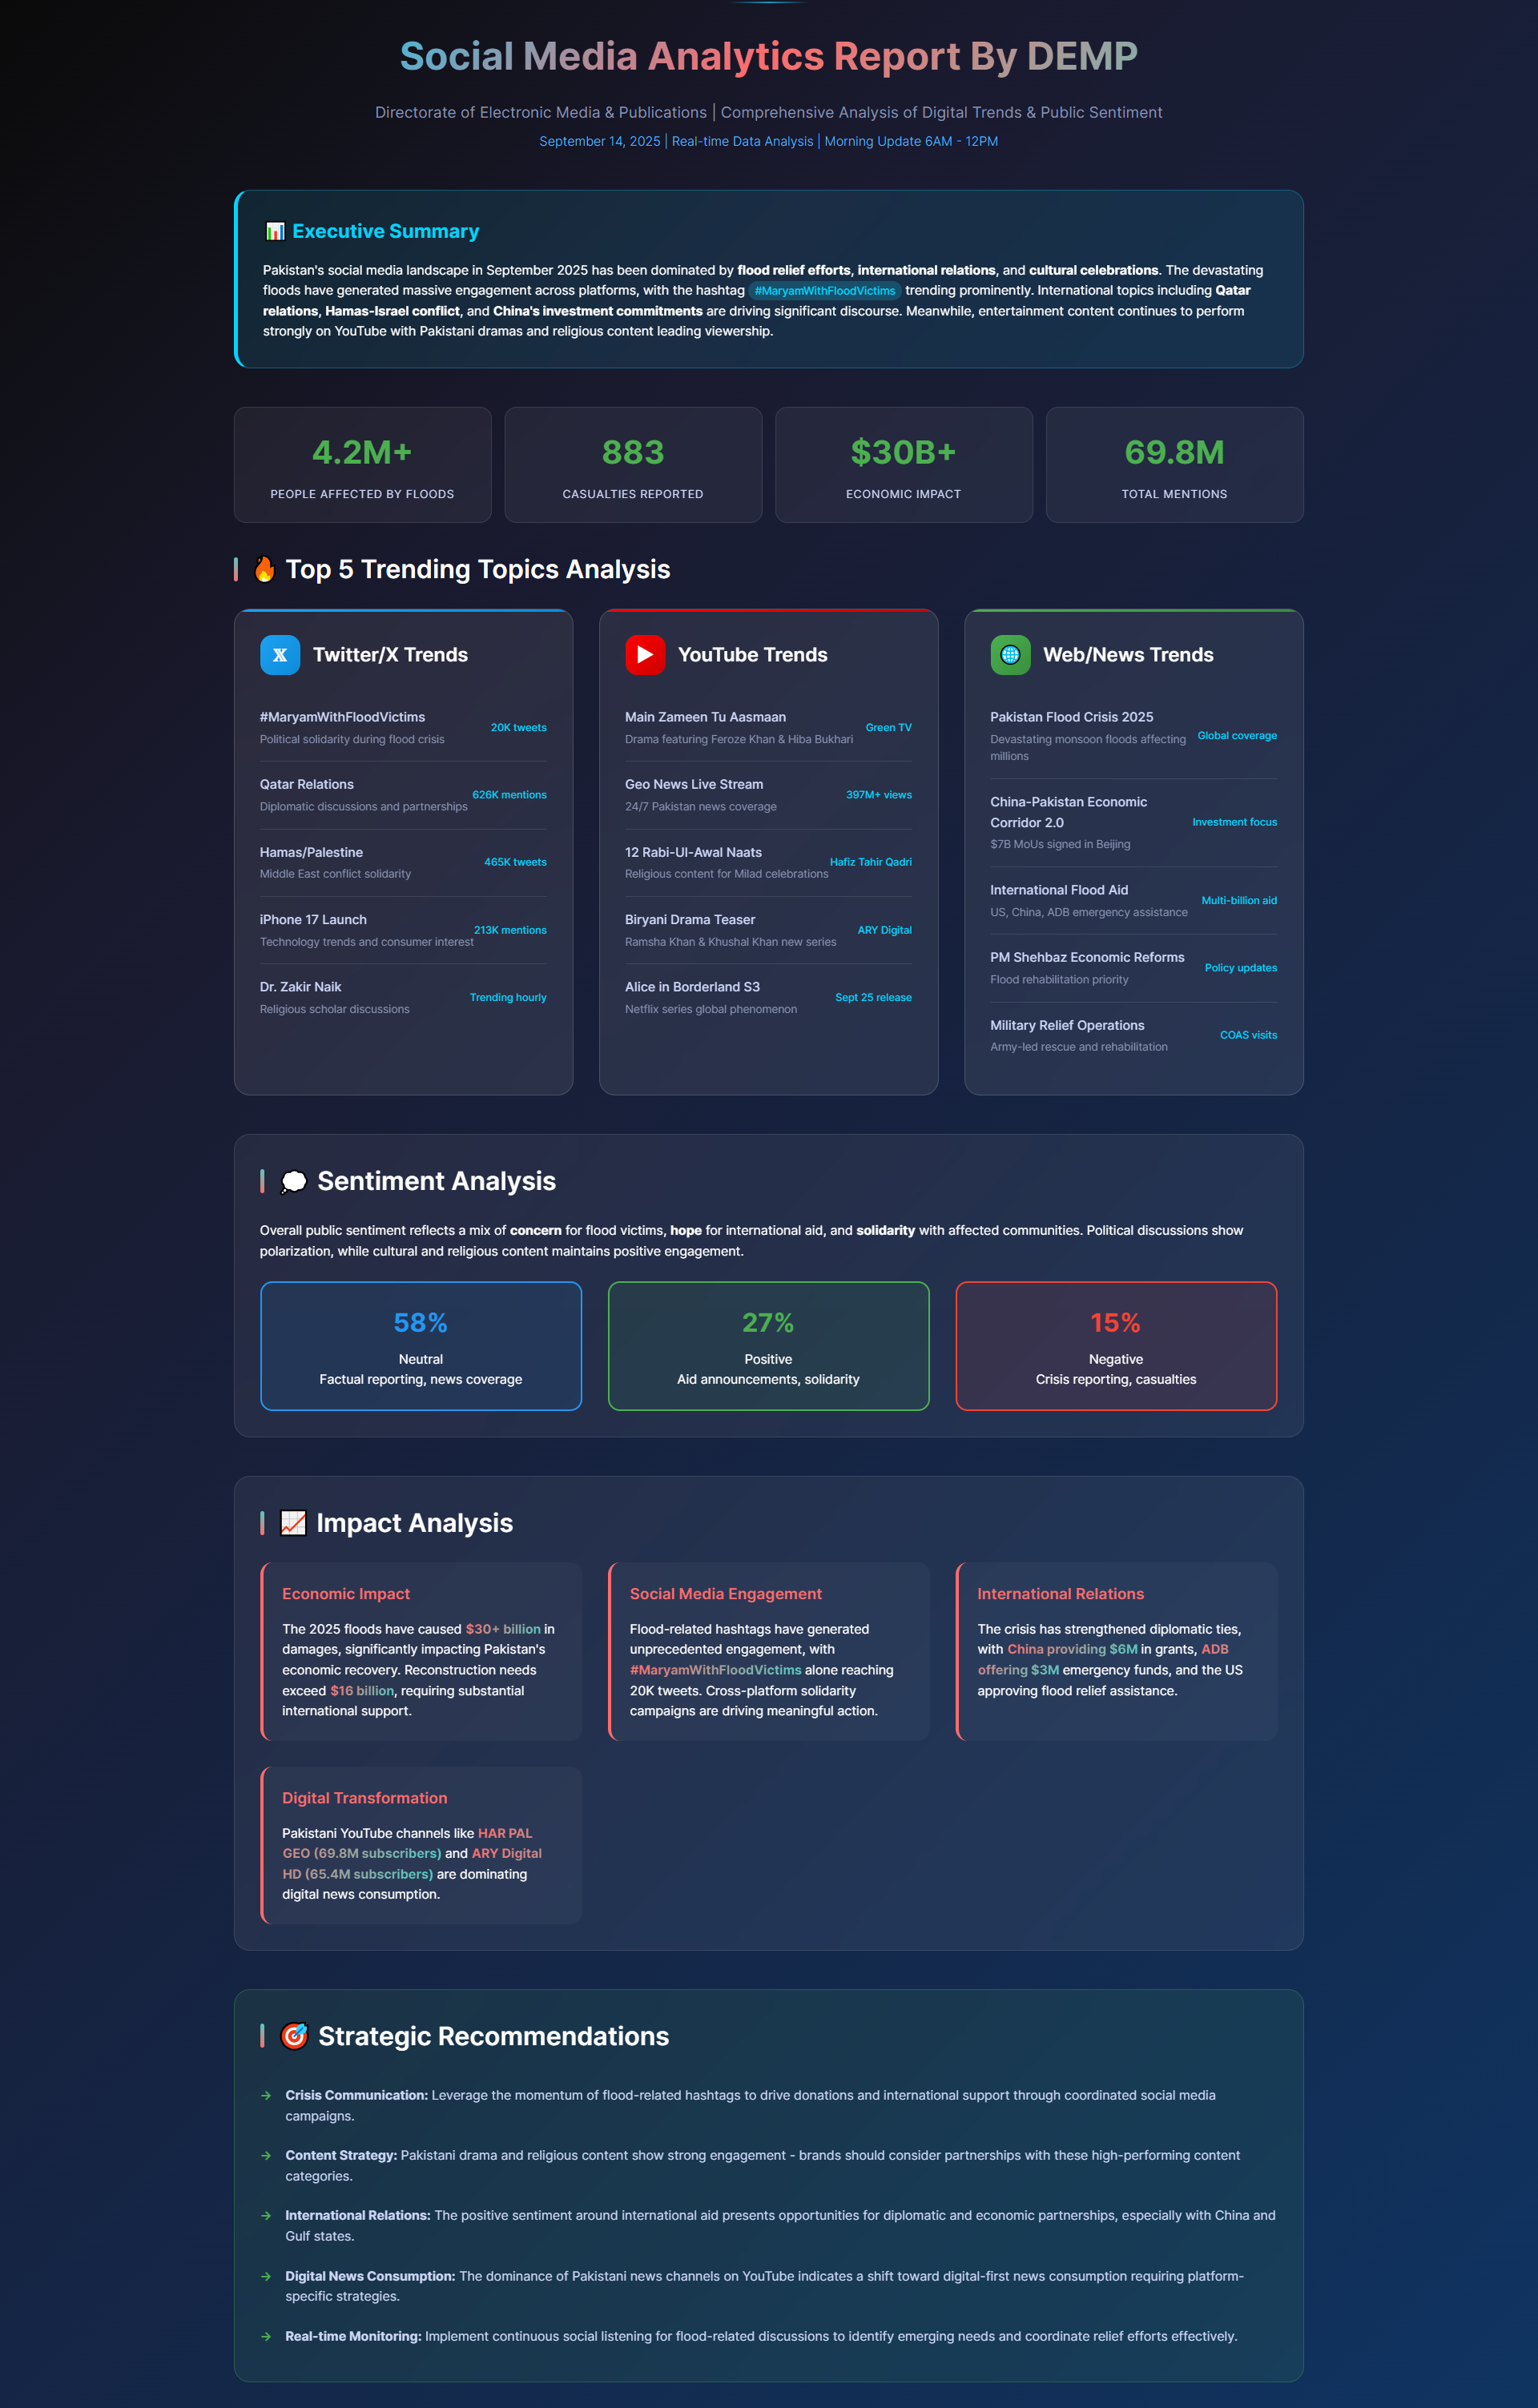 Social Media Analytics Report By DEMP
Directorate of Electronic Media & Publications | Comprehensive Analysis of Digital Trends & Public Sentiment
September 14, 2025 | Real-time Data Analysis | Morning Update 6AM - 12PM
📊 Executive Summary
Pakistan's social media landscape in September 2025 has been dominated by flood relief efforts, international relations, and cultural celebrations. The devastating
floods have generated massive engagement across platforms, with the hashtag #MaryamWithFloodVictims trending prominently. International topics including Qatar
relations, Hamas-Israel conflict, and China's investment commitments are driving significant discourse. Meanwhile, entertainment content continues to perform
strongly on YouTube with Pakistani dramas and religious content leading viewership.
4.2M+
PEOPLE AFFECTED BY FLOODS
883
CASUALTIES REPORTED
$30B+
ECONOMIC IMPACT
69.8M
TOTAL MENTIONS
🔥 Top 5 Trending Topics Analysis
𝕏 Twitter/X Trends
#MaryamWithFloodVictims
Political solidarity during flood crisis
20K tweets
Qatar Relations
Diplomatic discussions and partnerships
626K mentions
Hamas/Palestine
Middle East conflict solidarity
465K tweets
iPhone 17 Launch
Technology trends and consumer interest
213K mentions
Dr. Zakir Naik
Religious scholar discussions
Trending hourly
▶ YouTube Trends
Main Zameen Tu Aasmaan
Drama featuring Feroze Khan & Hiba Bukhari
Green TV
Geo News Live Stream
24/7 Pakistan news coverage
397M+ views
12 Rabi-Ul-Awal Naats
Religious content for Milad celebrations
Hafiz Tahir Qadri
Biryani Drama Teaser
Ramsha Khan & Khushal Khan new series
ARY Digital
Alice in Borderland S3
Netflix series global phenomenon
Sept 25 release
🌐 Web/News Trends
Pakistan Flood Crisis 2025
Devastating monsoon floods affecting
millions
Global coverage
China-Pakistan Economic
Corridor 2.0
$7B MoUs signed in Beijing
Investment focus
International Flood Aid
US, China, ADB emergency assistance
Multi-billion aid
PM Shehbaz Economic Reforms
Flood rehabilitation priority
Policy updates
Military Relief Operations
Army-led rescue and rehabilitation
COAS visits
💭 Sentiment Analysis
Overall public sentiment reflects a mix of concern for flood victims, hope for international aid, and solidarity with affected communities. Political discussions show
polarization, while cultural and religious content maintains positive engagement.
58%
Neutral
Factual reporting, news coverage
27%
Positive
Aid announcements, solidarity
15%
Negative
Crisis reporting, casualties
📈 Impact Analysis
Economic Impact
The 2025 floods have caused $30+ billion in
damages, significantly impacting Pakistan's
economic recovery. Reconstruction needs
exceed $16 billion, requiring substantial
international support.
Social Media Engagement
Flood-related hashtags have generated
unprecedented engagement, with
#MaryamWithFloodVictims alone reaching
20K tweets. Cross-platform solidarity
campaigns are driving meaningful action.
International Relations
The crisis has strengthened diplomatic ties,
with China providing $6M in grants, ADB
offering $3M emergency funds, and the US
approving flood relief assistance.
Digital Transformation
Pakistani YouTube channels like HAR PAL
GEO (69.8M subscribers) and ARY Digital
HD (65.4M subscribers) are dominating
digital news consumption.
🎯 Strategic Recommendations
→ Crisis Communication: Leverage the momentum of flood-related hashtags to drive donations and international support through coordinated social media
campaigns.
→ Content Strategy: Pakistani drama and religious content show strong engagement - brands should consider partnerships with these high-performing content
categories.
→ International Relations: The positive sentiment around international aid presents opportunities for diplomatic and economic partnerships, especially with China and
Gulf states.
→ Digital News Consumption: The dominance of Pakistani news channels on YouTube indicates a shift toward digital-first news consumption requiring platform-
specific strategies.
→ Real-time Monitoring: Implement continuous social listening for flood-related discussions to identify emerging needs and coordinate relief efforts effectively.